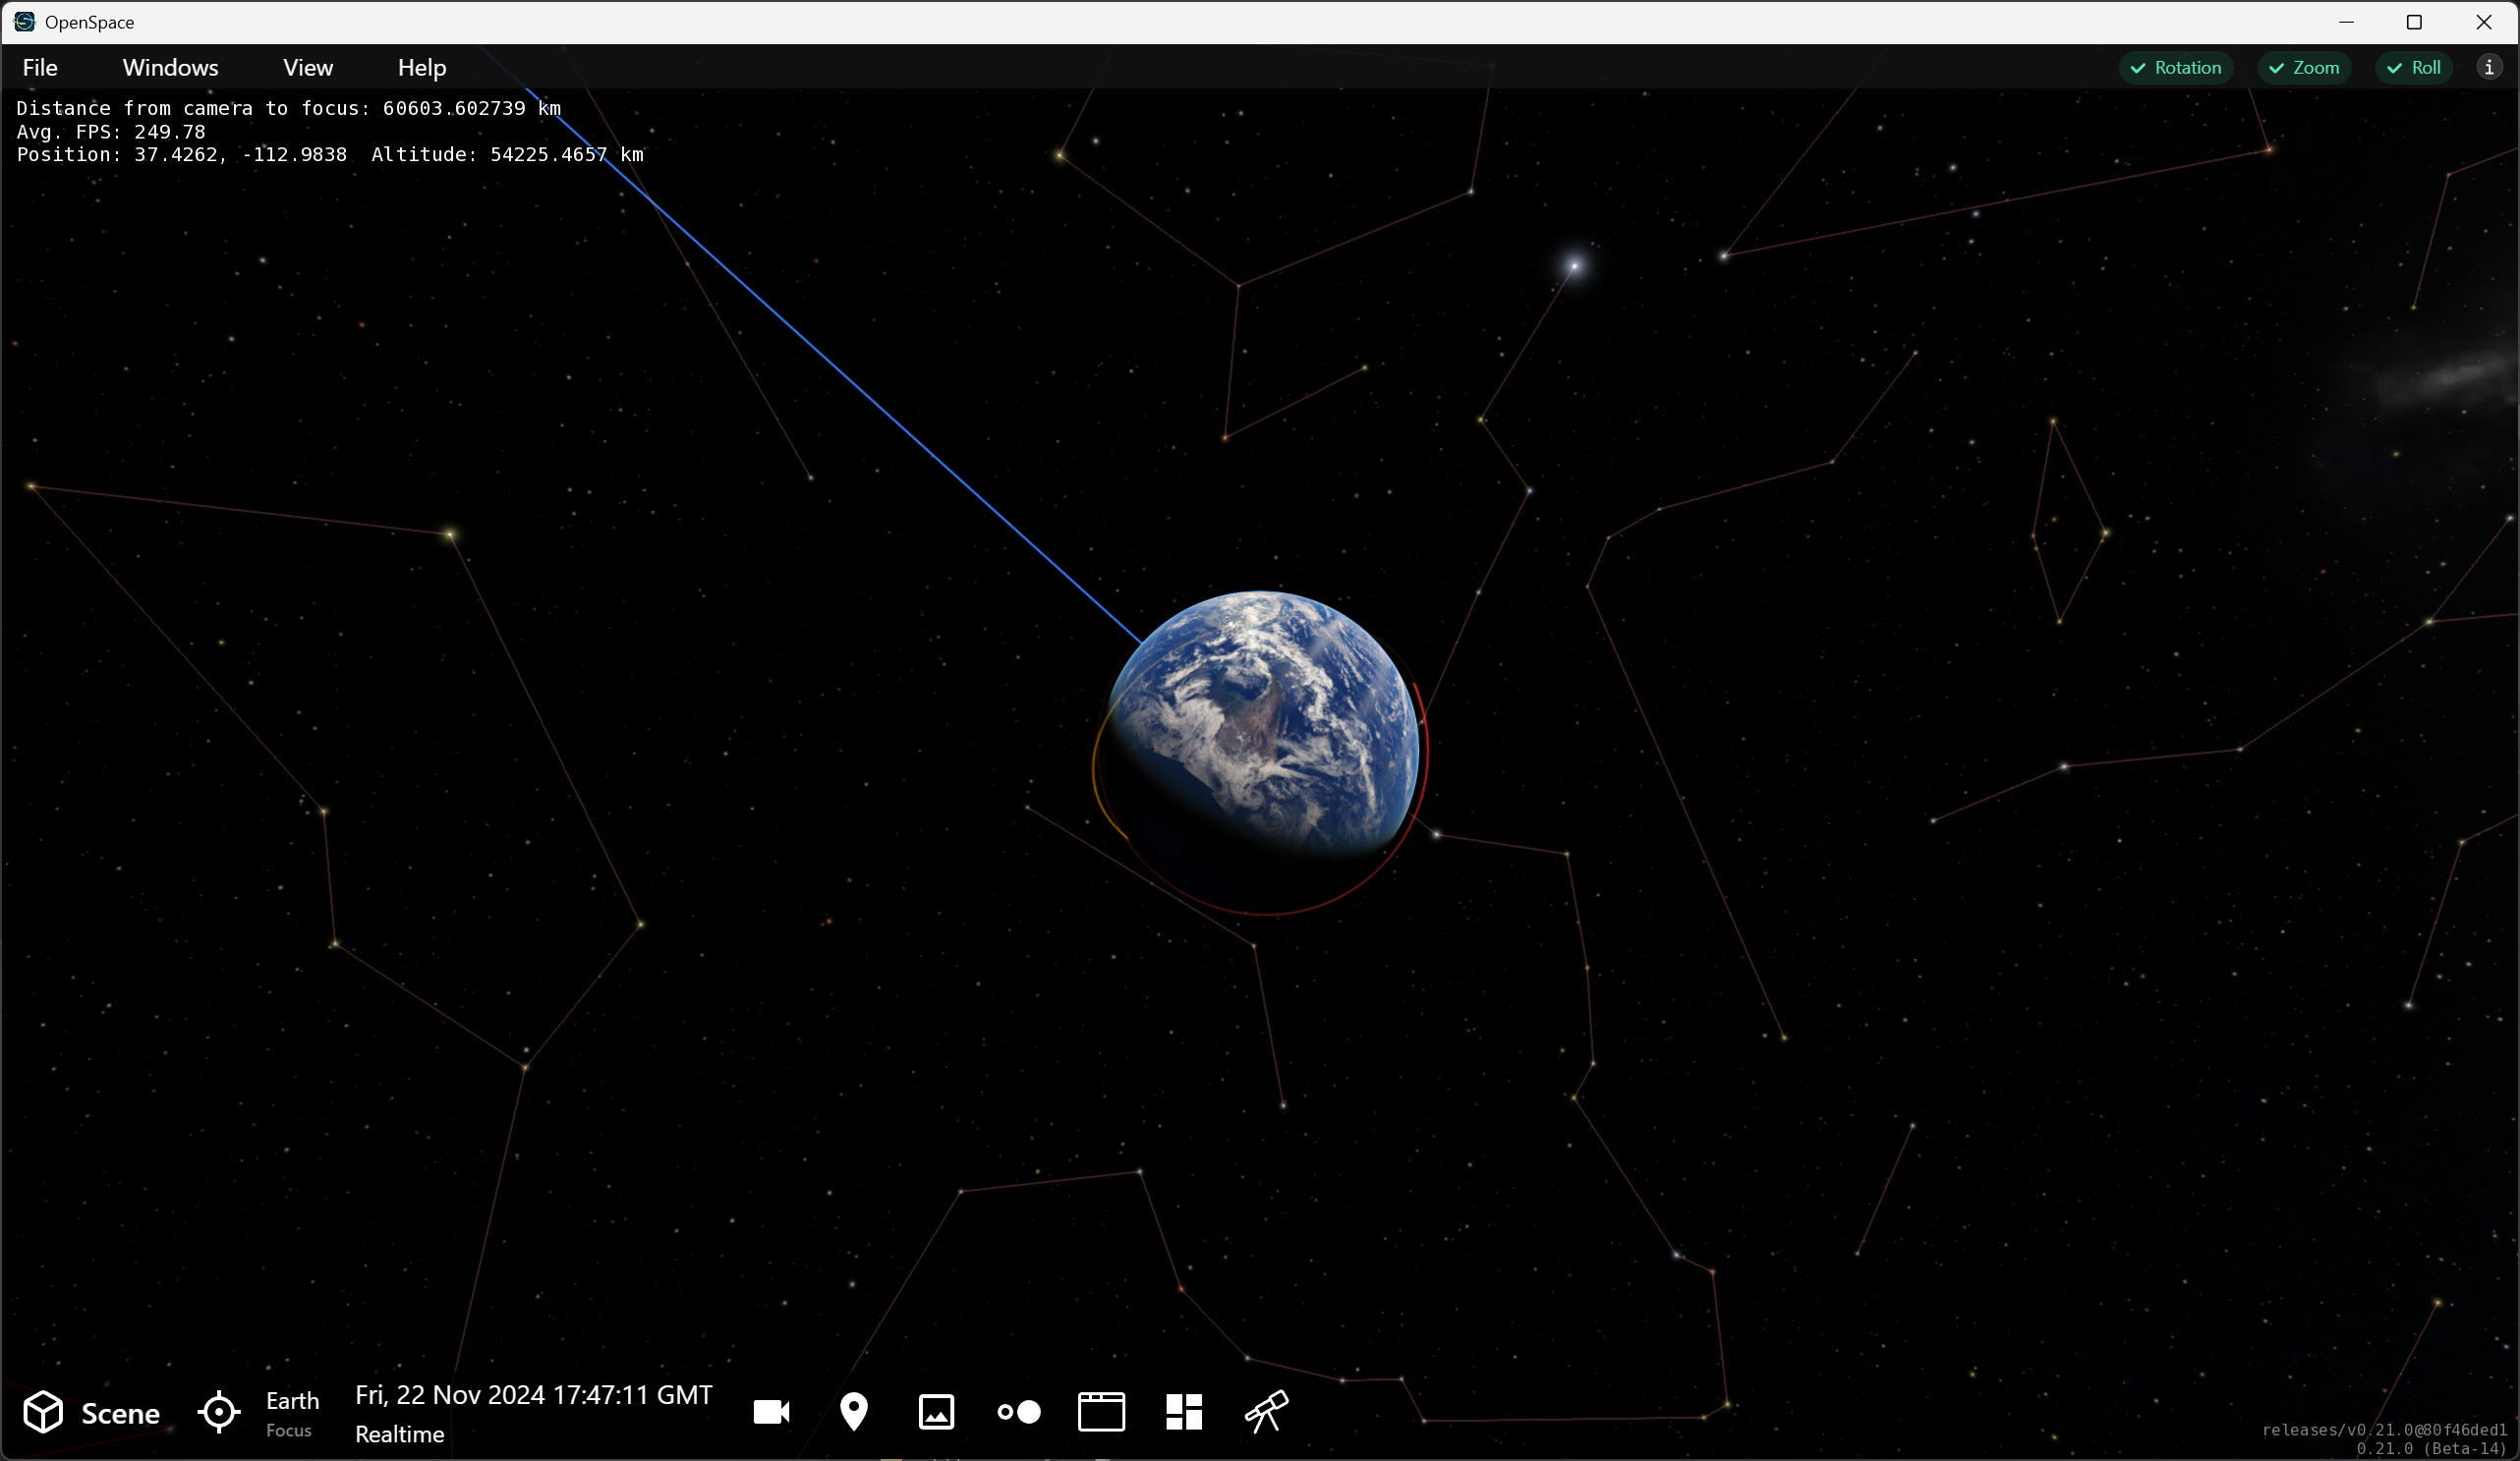 OpenSpace
File Windows View Help Rotation Zoom Roll
Distance from camera to focus: 60603.602739 km
Avg. FPS: 249.78
Position: 37.4262, -112.9838 Altitude: 54225.4657 km
Scene
Earth
Focus
Fri, 22 Nov 2024 17:47:11 GMT
Realtime
releases/v0.21.0@80f46ded1
0.21.0 (Beta-14)